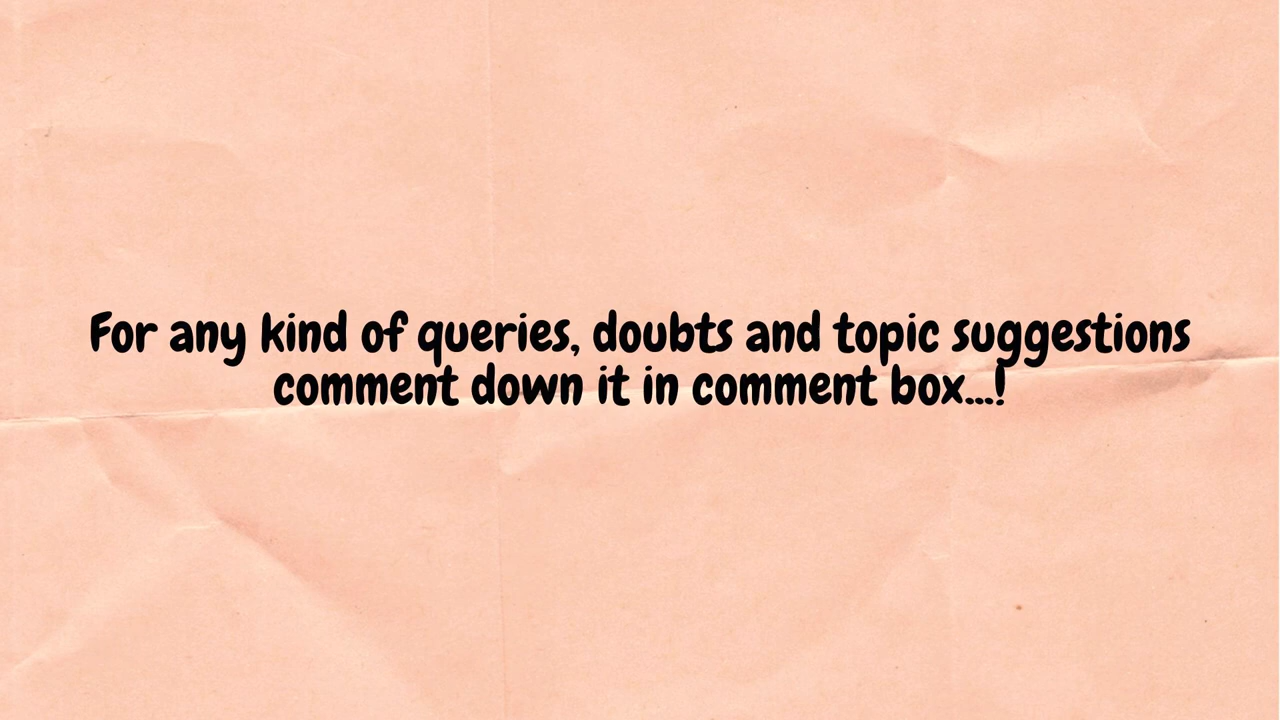 For any kind of queries, doubts and topic suggestions
comment down it in comment box...!